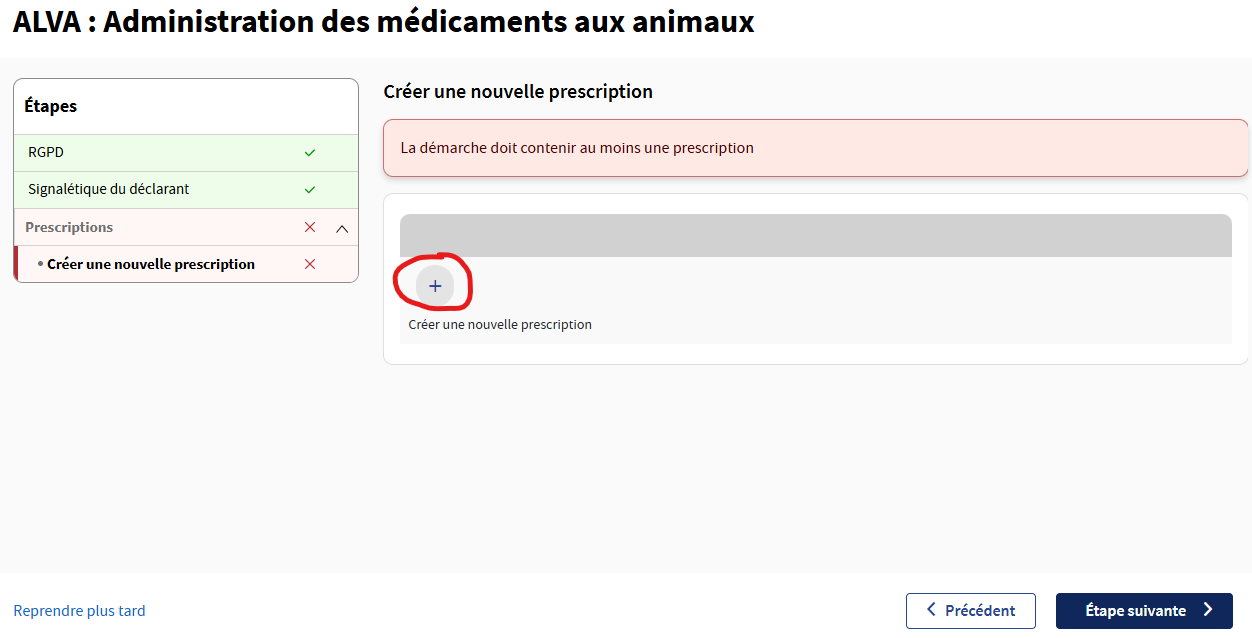 ALVA : Administration des médicaments aux animaux
Étapes
RGPD
Signalétique du déclarant
Prescriptions
Créer une nouvelle prescription
Créer une nouvelle prescription
La démarche doit contenir au moins une prescription
Créer une nouvelle prescription
Reprendre plus tard
Précédent
Étape suivante